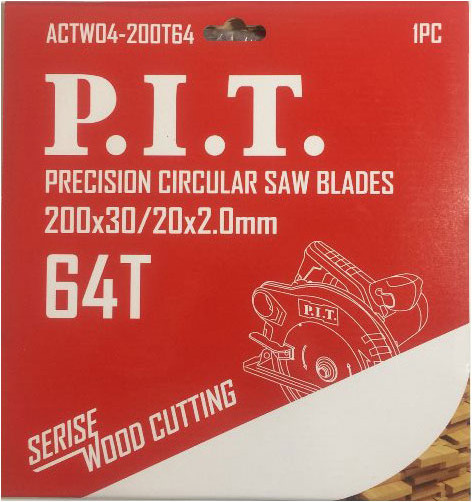 ACTW04-200T64 1PC
P.I.T.
PRECISION CIRCULAR SAW BLADES
200x30/20x2.0mm
64T
P.I.T.
SERISE
WOOD CUTTING